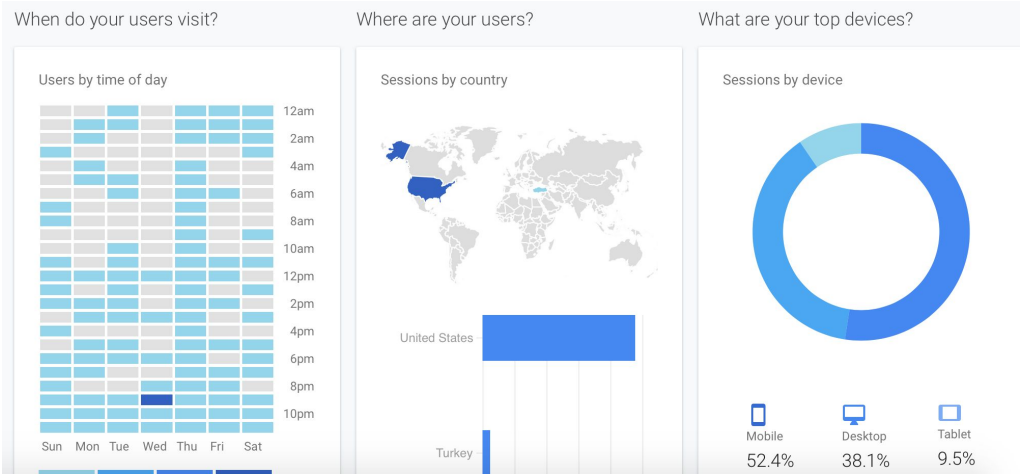 When do your users visit?
Users by time of day
12am
2am
4am
6am
8am
10am
12pm
2pm
4pm
6pm
8pm
10pm
Sun Mon Tue Wed Thu Fri Sat
Where are your users?
Sessions by country
United States
Turkey
What are your top devices?
Sessions by device
Mobile Desktop Tablet
52.4% 38.1% 9.5%